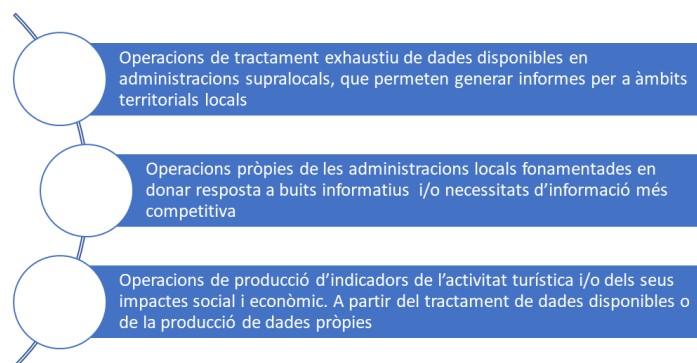 Operacions de tractament exhaustiu de dades disponibles en
administracions supralocals, que permeten generar informes per a àmbits
territorials locals
Operacions pròpies de les administracions locals fonamentades en
donar resposta a buits informatius  i/o necessitats d’informació més
competitiva
Operacions de producció d’indicadors de l’activitat turística i/o dels seus
impactes social i econòmic. A partir del tractament de dades disponibles o
de la producció de dades pròpies